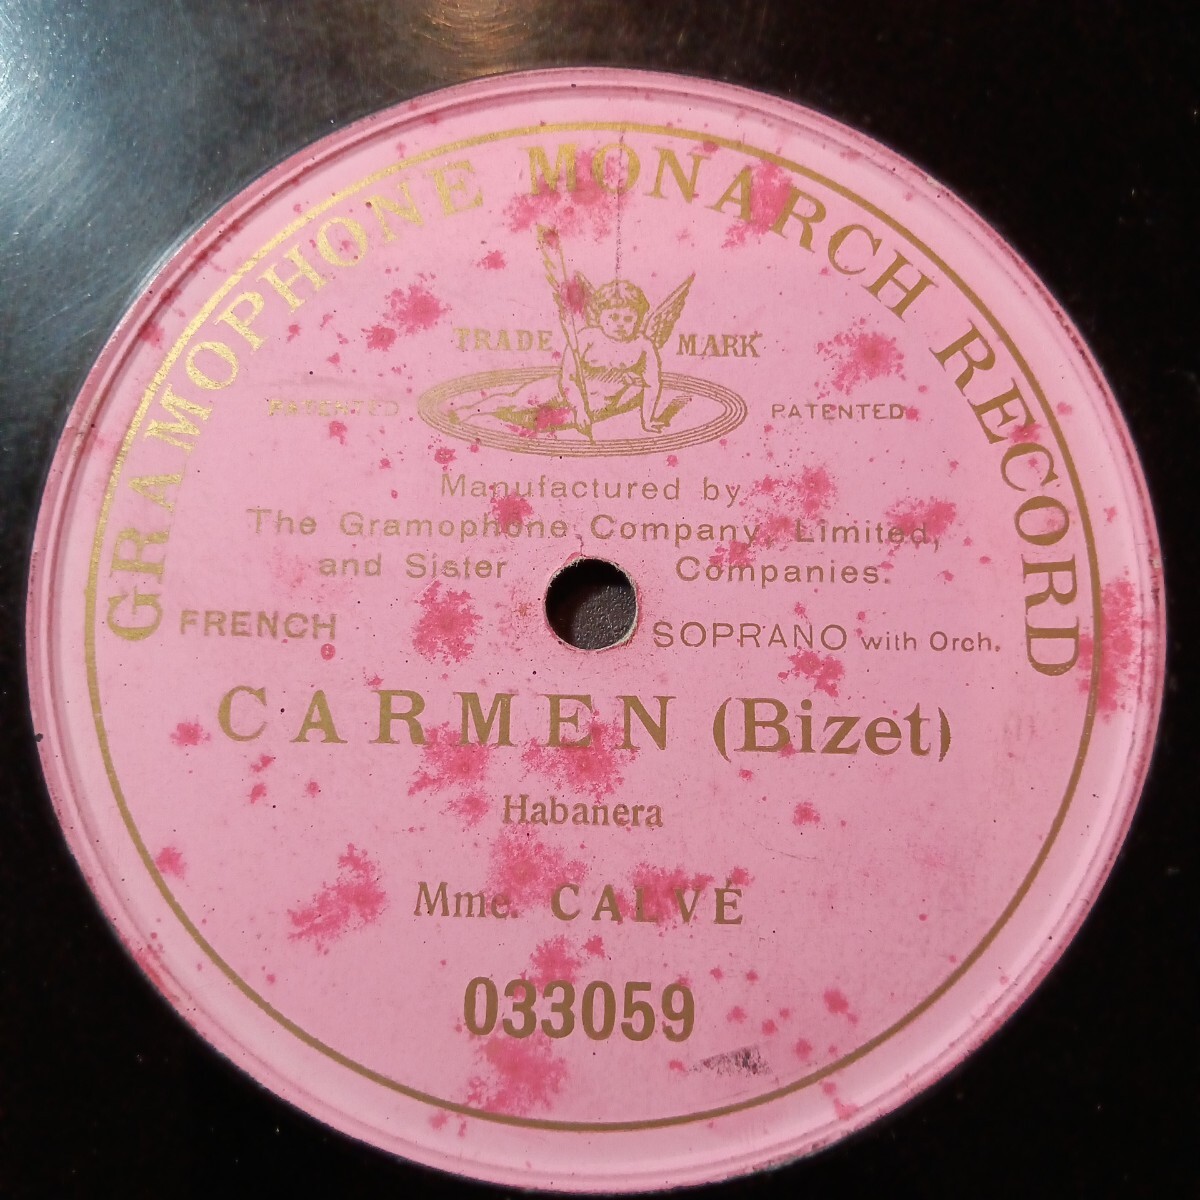 GRAMOPHONE MONARCH RECORD
TRADE MARK
PATENTED PATENTED
Manufactured by
The Gramophone Company, Limited,
and Sister Companies.
FRENCH SOPRANO with Orch.
CARMEN (Bizet)
Habanera
Mme. CALVÉ
033059